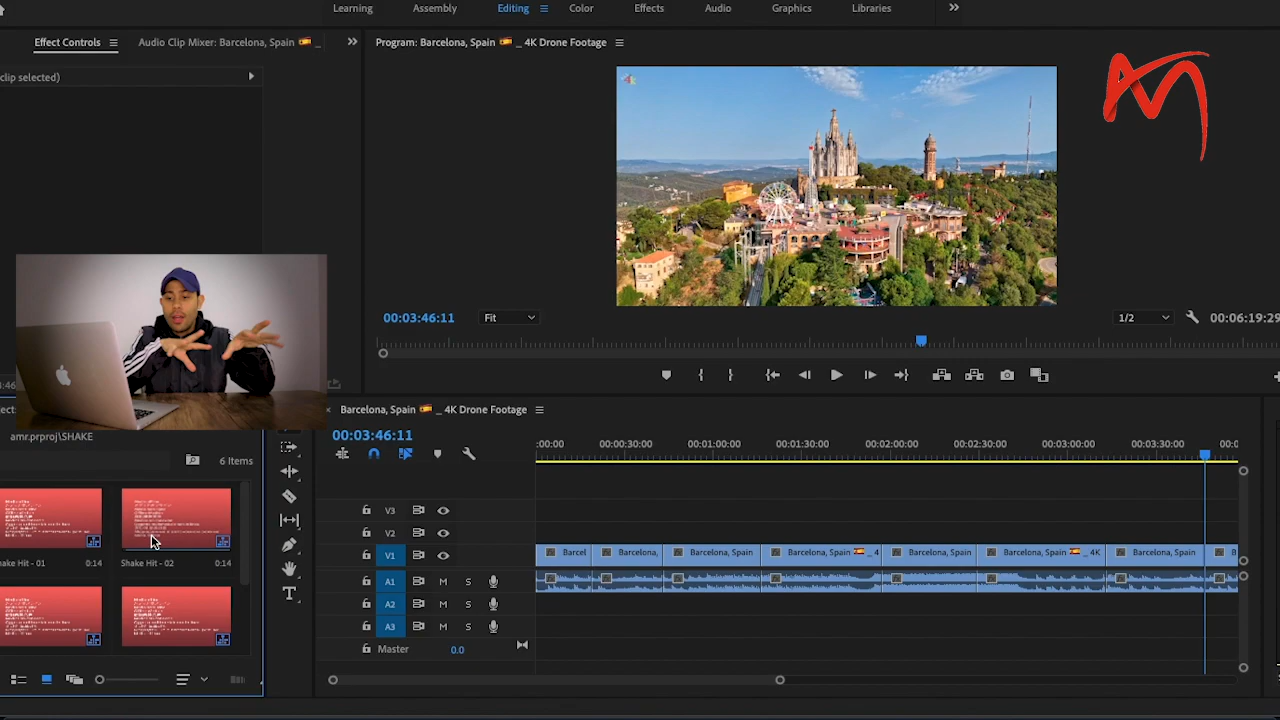 Learning Assembly Editing Color Effects Audio Graphics Libraries
Effect Controls Audio Clip Mixer: Barcelona, Spain 🇪🇸 _ Program: Barcelona, Spain 🇪🇸 _ 4K Drone Footage
clip selected)
00:03:46:11 Fit 1/2 00:06:19:29
Barcelona, Spain 🇪🇸 _ 4K Drone Footage
amr.prproj\SHAKE
00:03:46:11
:00:00 00:00:30:00 00:01:00:00 00:01:30:00 00:02:00:00 00:02:30:00 00:03:00:00 00:03:30:00 00:0
6 Items
V3
V2
V1 Barcel Barcelona, Barcelona, Spain Barcelona, Spain 🇪🇸 _ 4 Barcelona, Spain Barcelona, Spain 🇪🇸 _ 4K Barcelona, Spain B
ake Hit - 01 0:14 Shake Hit - 02 0:14
A1 M S
A2 M S
A3 M S
Master 0.0